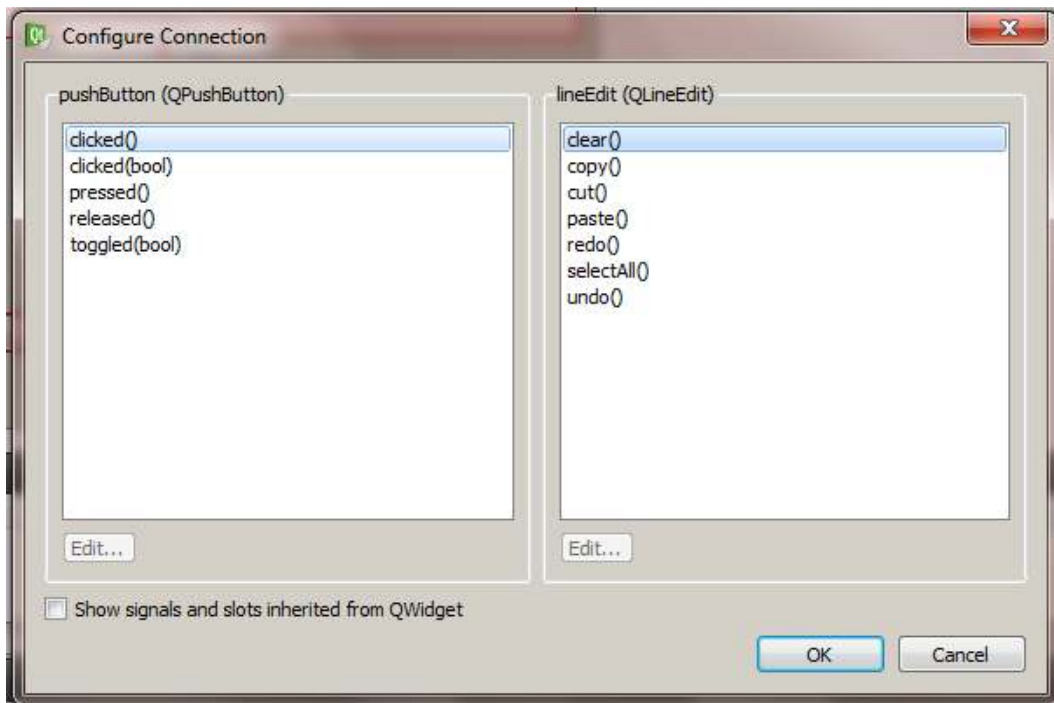 Configure Connection
pushButton (QPushButton)
clicked()
clicked(bool)
pressed()
released()
toggled(bool)
Edit...
lineEdit (QLineEdit)
clear()
copy()
cut()
paste()
redo()
selectAll()
undo()
Edit...
Show signals and slots inherited from QWidget
OK
Cancel